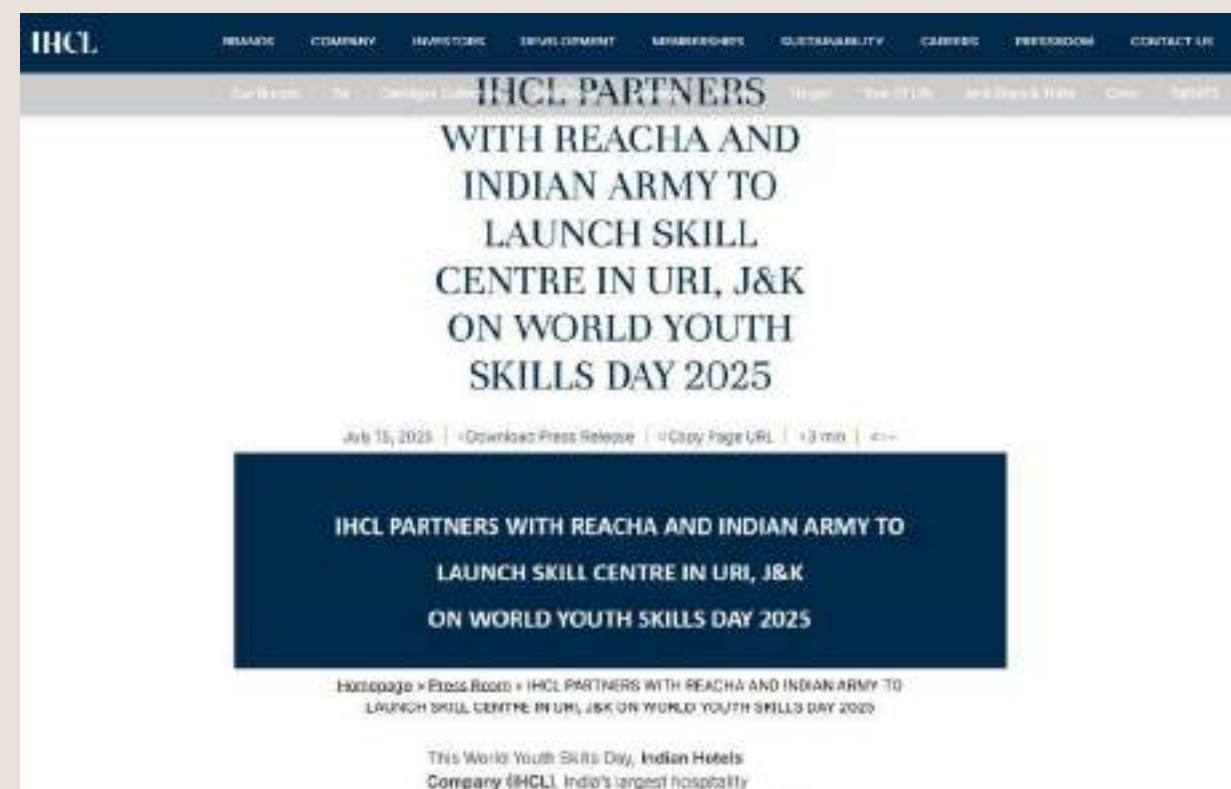 IHCL
BRANDS COMPANY INVESTORS DEVELOPMENT MEMBERSHIPS SUSTAINABILITY CAREERS PRESSROOM CONTACT US
IHCL PARTNERS
WITH REACHA AND
INDIAN ARMY TO
LAUNCH SKILL
CENTRE IN URI, J&K
ON WORLD YOUTH
SKILLS DAY 2025
July 15, 2025 | Download Press Release | Copy Page URL | 3 min |
IHCL PARTNERS WITH REACHA AND INDIAN ARMY TO
LAUNCH SKILL CENTRE IN URI, J&K
ON WORLD YOUTH SKILLS DAY 2025
Homepage » Press Room » IHCL PARTNERS WITH REACHA AND INDIAN ARMY TO
LAUNCH SKILL CENTRE IN URI, J&K ON WORLD YOUTH SKILLS DAY 2025
This World Youth Skills Day, Indian Hotels
Company (IHCL), India's largest hospitality